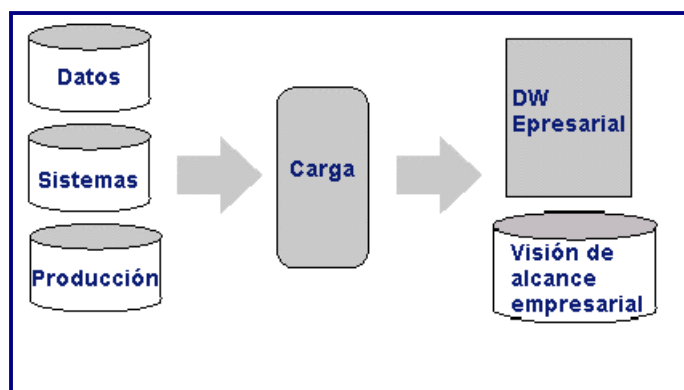 Datos
Sistemas
Producción
Carga
DW
Epresarial
Visión de
alcance
empresarial